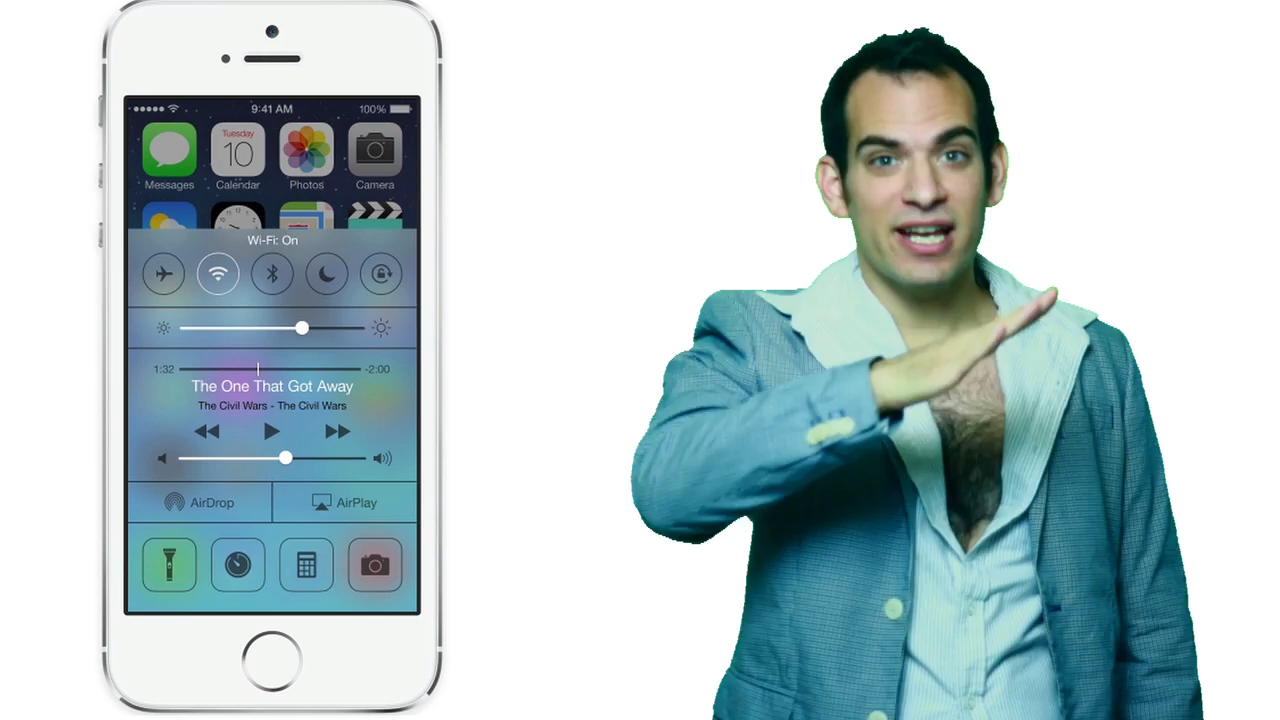 9:41 AM 100%
Tuesday
10
Messages Calendar Photos Camera
Wi-Fi: On
1:32 -2:00
The One That Got Away
The Civil Wars - The Civil Wars
AirDrop AirPlay